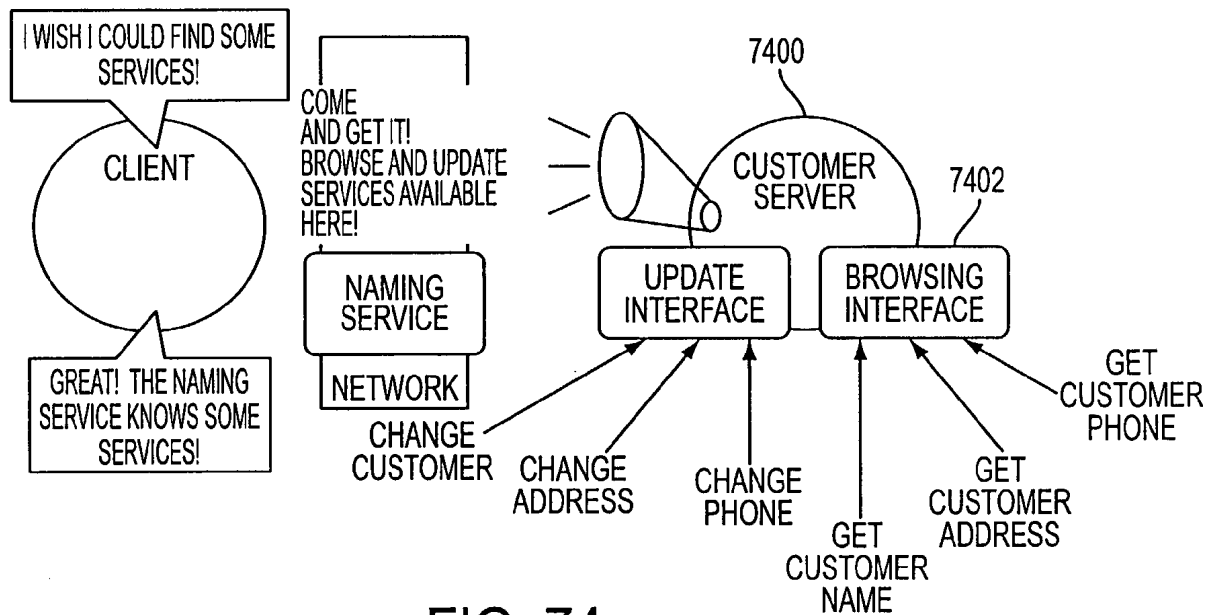 I WISH I COULD FIND SOME
SERVICES!
CLIENT
GREAT! THE NAMING
SERVICE KNOWS SOME
SERVICES!
COME
AND GET IT!
BROWSE AND UPDATE
SERVICES AVAILABLE
HERE!
NAMING
SERVICE
NETWORK
7400
CUSTOMER
SERVER
7402
UPDATE
INTERFACE
BROWSING
INTERFACE
CHANGE
CUSTOMER
CHANGE
ADDRESS
CHANGE
PHONE
GET
CUSTOMER
NAME
GET
CUSTOMER
ADDRESS
GET
CUSTOMER
PHONE
FIG. 74